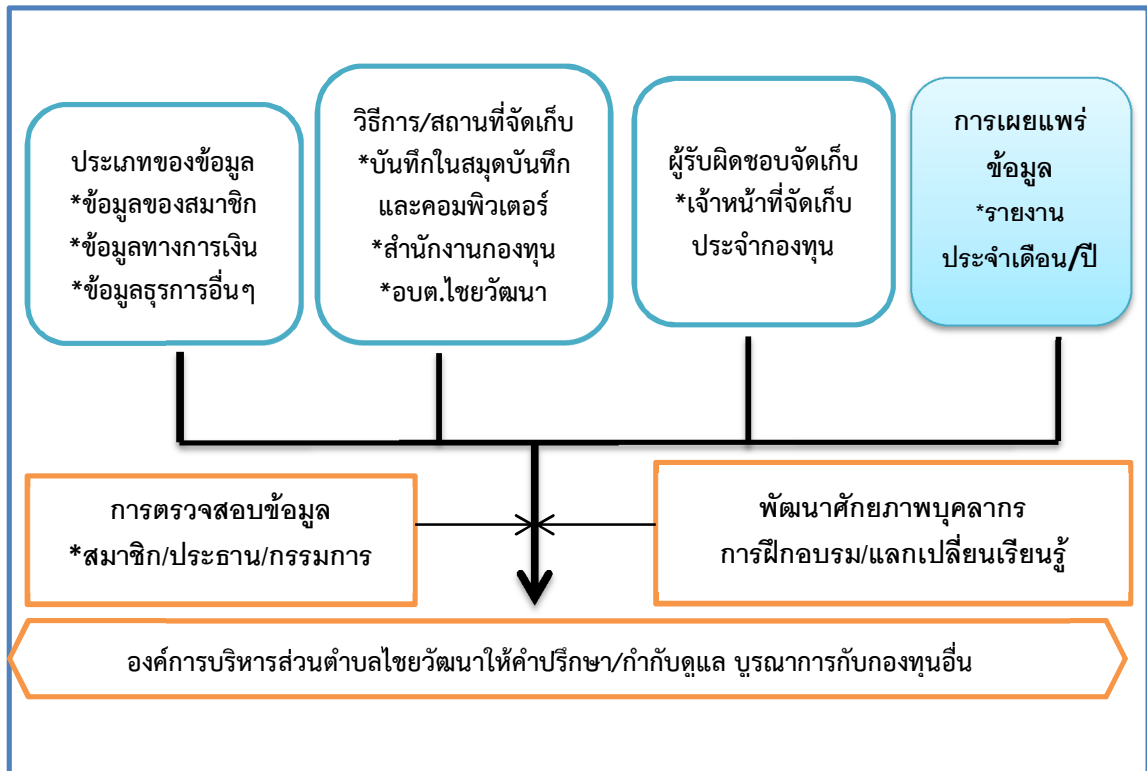 ประเภทของข้อมูล
*ข้อมูลของสมาชิก
*ข้อมูลทางการเงิน
*ข้อมูลธุรการอื่นๆ
วิธีการ/สถานที่จัดเก็บ
*บันทึกในสมุดบันทึก
และคอมพิวเตอร์
*สำนักงานกองทุน
*อบต.ไชยวัฒนา
ผู้รับผิดชอบจัดเก็บ
*เจ้าหน้าที่จัดเก็บ
ประจำกองทุน
การเผยแพร่
ข้อมูล
*รายงาน
ประจำเดือน/ปี
การตรวจสอบข้อมูล
*สมาชิก/ประธาน/กรรมการ
พัฒนาศักยภาพบุคลากร
การฝึกอบรม/แลกเปลี่ยนเรียนรู้
องค์การบริหารส่วนตำบลไชยวัฒนาให้คำปรึกษา/กำกับดูแล บูรณาการกับกองทุนอื่น